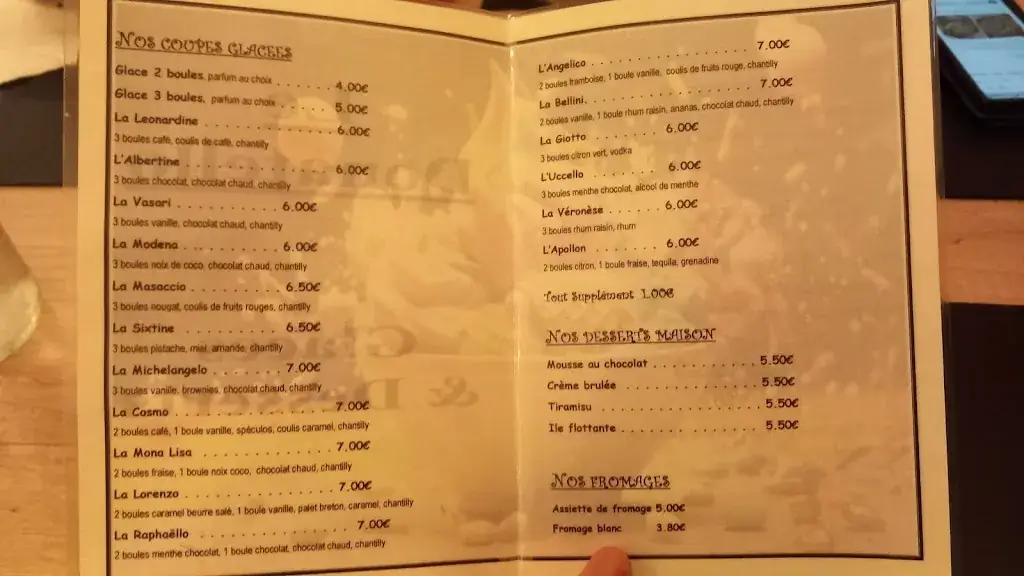 NOS COUPES GLACEES
Glace 2 boules, parfum au choix . . . . . . . . . 4.00€
Glace 3 boules, parfum au choix . . . . . . . . . 5.00€
La Leonardine . . . . . . . . . . . . . . . . 6.00€
3 boules café, coulis de café, chantilly
L'Albertine . . . . . . . . . . . . . . . . . . 6.00€
3 boules chocolat, chocolat chaud, chantilly
La Vasari . . . . . . . . . . . . . 6.00€
3 boules vanille, chocolat chaud, chantilly
La Modena . . . . . . . . . . . . 6.00€
3 boules noix de coco, chocolat chaud, chantilly
La Masaccio . . . . . . . . . . . 6.50€
3 boules nougat, coulis de fruits rouges, chantilly
La Sixtine . . . . . . . . . . . . 6.50€
3 boules pistache, miel, amande, chantilly
La Michelangelo . . . . . . . . . 7.00€
3 boules vanille, brownies, chocolat chaud, chantilly
La Cosmo . . . . . . . . . . . . . . . . . . 7.00€
2 boules café, 1 boule vanille, spéculos, coulis caramel, chantilly
La Mona Lisa . . . . . . . . . . . . . . . 7.00€
2 boules fraise, 1 boule noix coco, chocolat chaud, chantilly
La Lorenzo . . . . . . . . . . . . . . . . . 7.00€
2 boules caramel beurre salé, 1 boule vanille, palet breton, caramel, chantilly
La Raphaëllo . . . . . . . . . . . . . . . . . . 7.00€
2 boules menthe chocolat, 1 boule chocolat, chocolat chaud, chantilly
L'Angelico . . . . . . . . . . . . . . . . . . 7.00€
2 boules framboise, 1 boule vanille, coulis de fruits rouge, chantilly
La Bellini. . . . . . . . . . . . . . . . . . . 7.00€
2 boules vanille, 1 boule rhum raisin, ananas, chocolat chaud, chantilly
La Giotto . . . . . . . . 6.00€
3 boules citron vert, vodka
L'Uccello . . . . . . . . 6.00€
3 boules menthe chocolat, alcool de menthe
La Véronèse . . . . . . 6.00€
3 boules rhum raisin, rhum
L'Apollon . . . . . . . 6.00€
2 boules citron, 1 boule fraise, tequila, grenadine
Tout Supplément 1.00€
NOS DESSERTS MAISON
Mousse au chocolat . . . . . . . . . . . 5.50€
Crème brulée . . . . . . . . . . . . . . 5.50€
Tiramisu . . . . . . . . . . . . . . . . . 5.50€
Ile flottante . . . . . . . . . . . . . . . 5.50€
NOS FROMAGES
Assiette de fromage 5.00€
Fromage blanc 3.80€